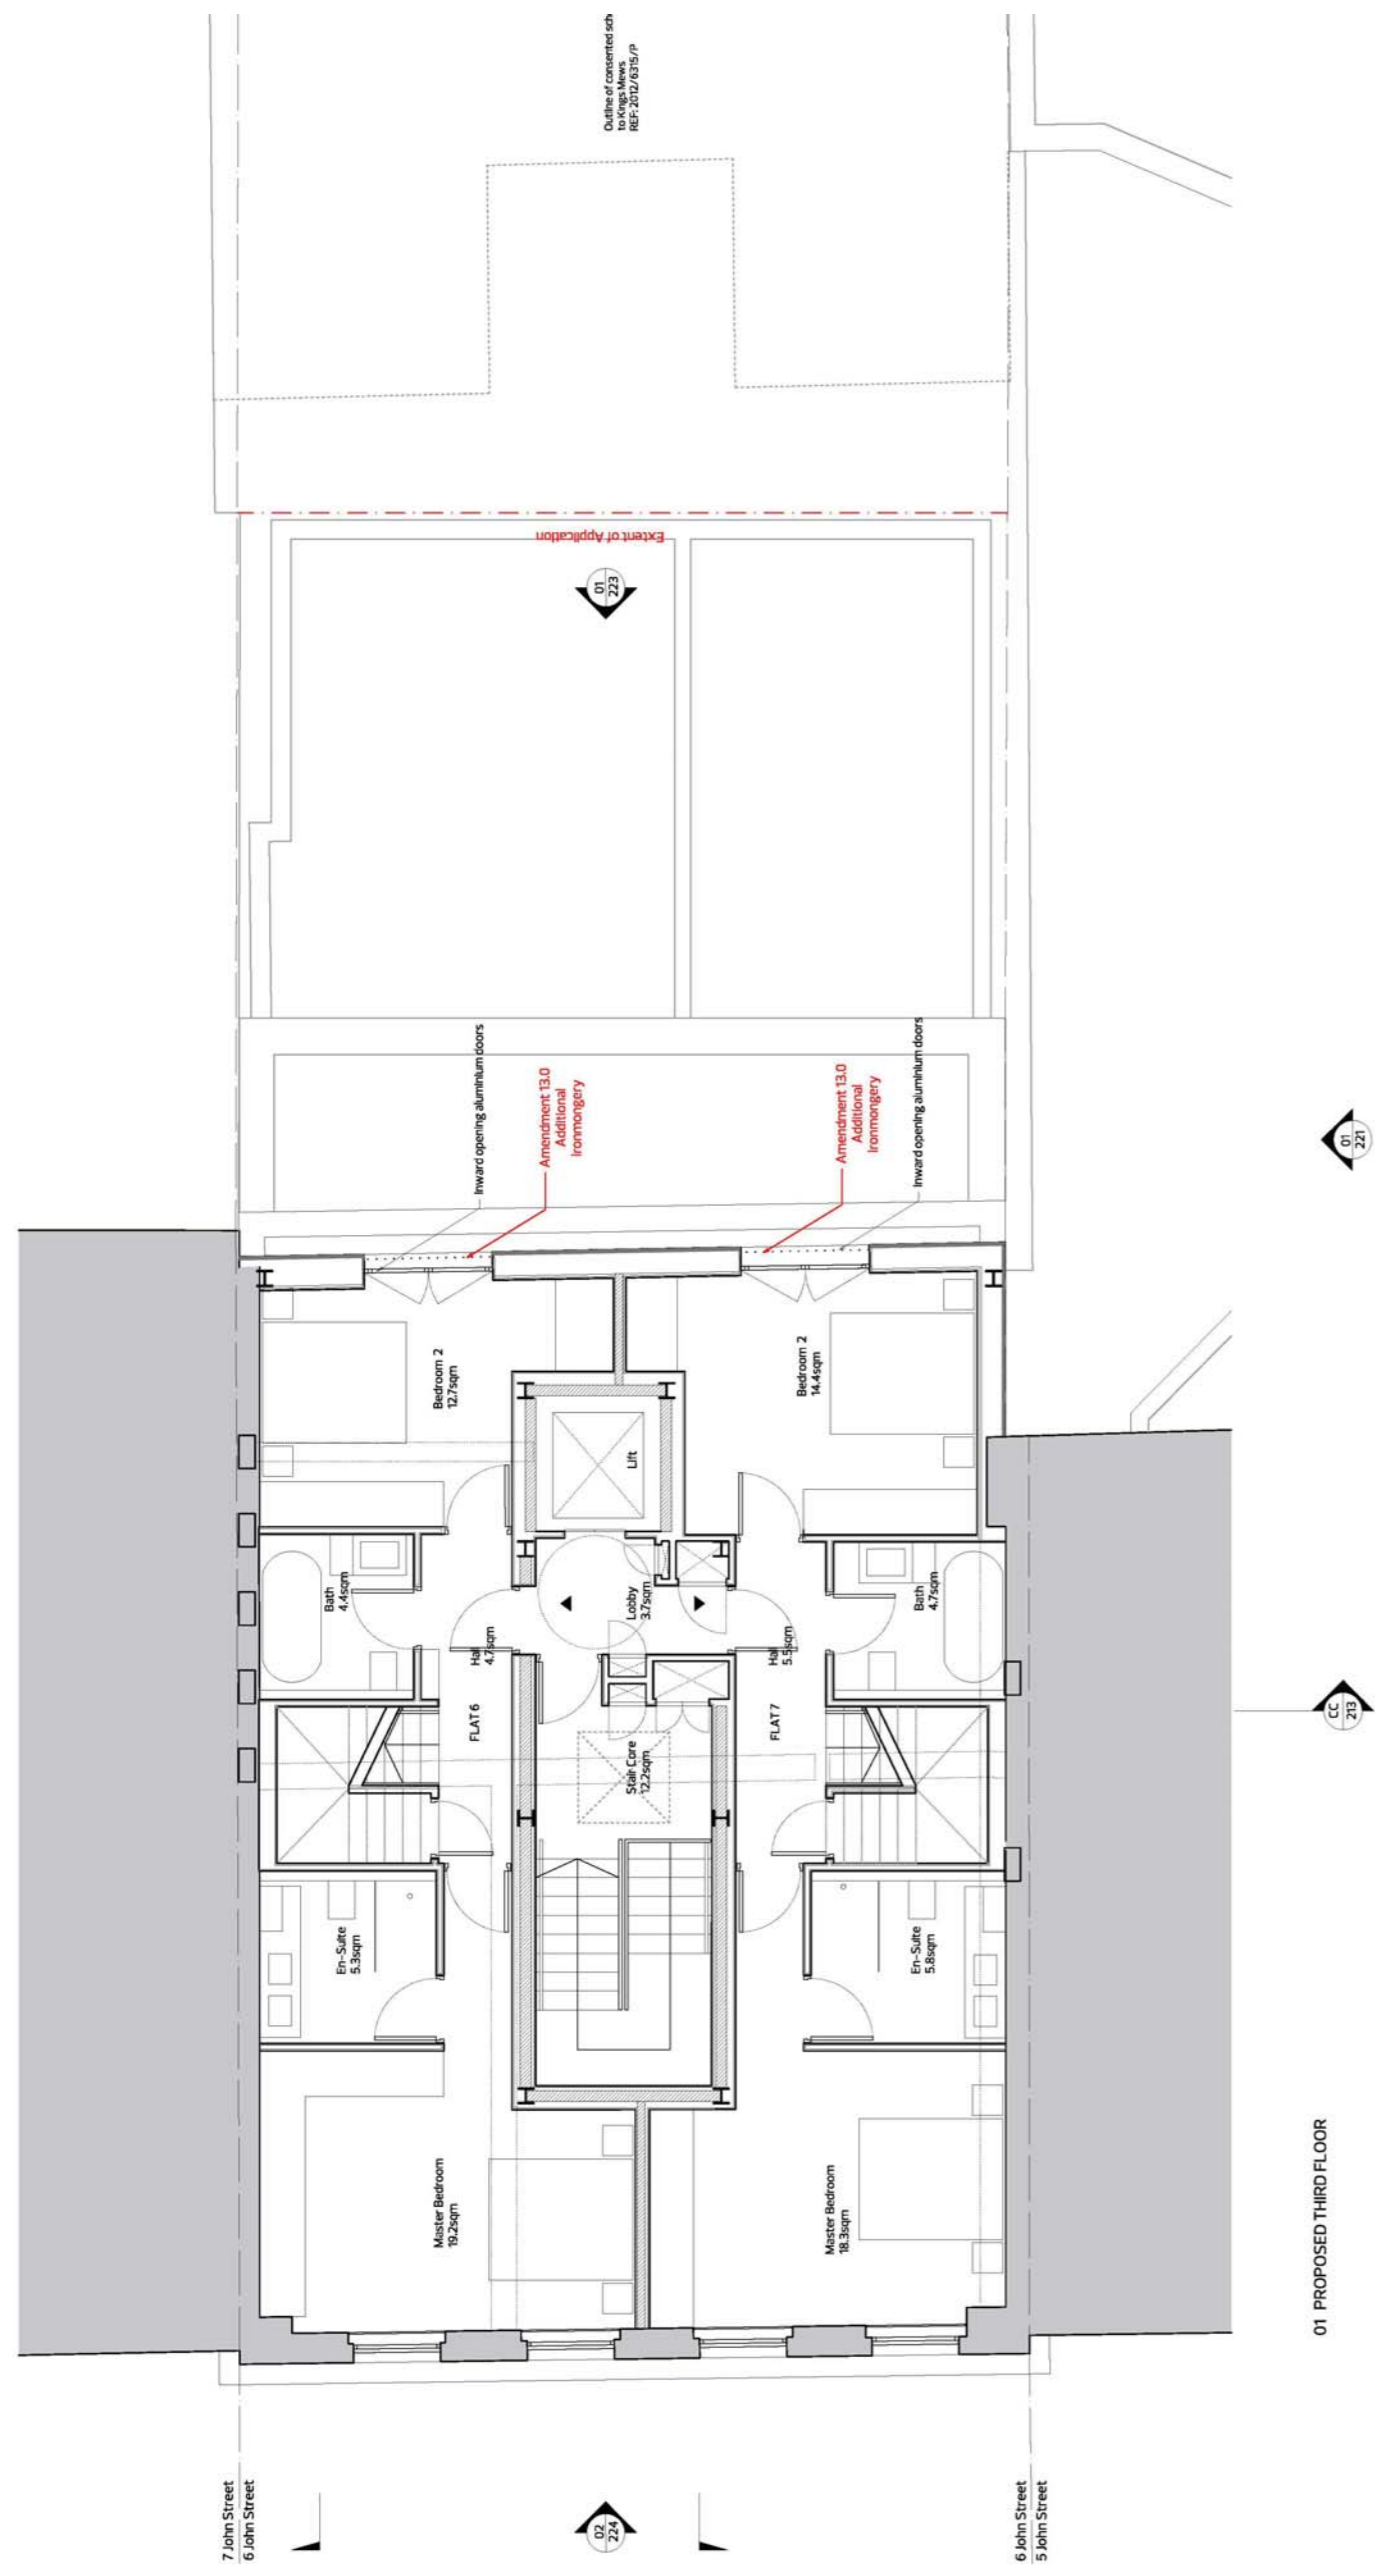 Outline of consented sch
to Kings Mews
REF: 2012/6315/P
Extent of Application
01
223
Inward opening aluminium doors
Amendment 13.0
Additional
Ironmongery
Amendment 13.0
Additional
Ironmongery
Inward opening aluminium doors
01
221
Bedroom 2
12.7sqm
Bedroom 2
14.4sqm
Lift
Bath
4.4sqm
Lobby
3.7sqm
Bath
4.7sqm
Hall
4.7sqm
Hall
5.5sqm
FLAT 6
FLAT 7
Stair Core
12.2sqm
CC
213
En-Suite
5.3sqm
En-Suite
5.8sqm
Master Bedroom
19.2sqm
Master Bedroom
18.3sqm
01 PROPOSED THIRD FLOOR
7 John Street
6 John Street
02
224
6 John Street
5 John Street